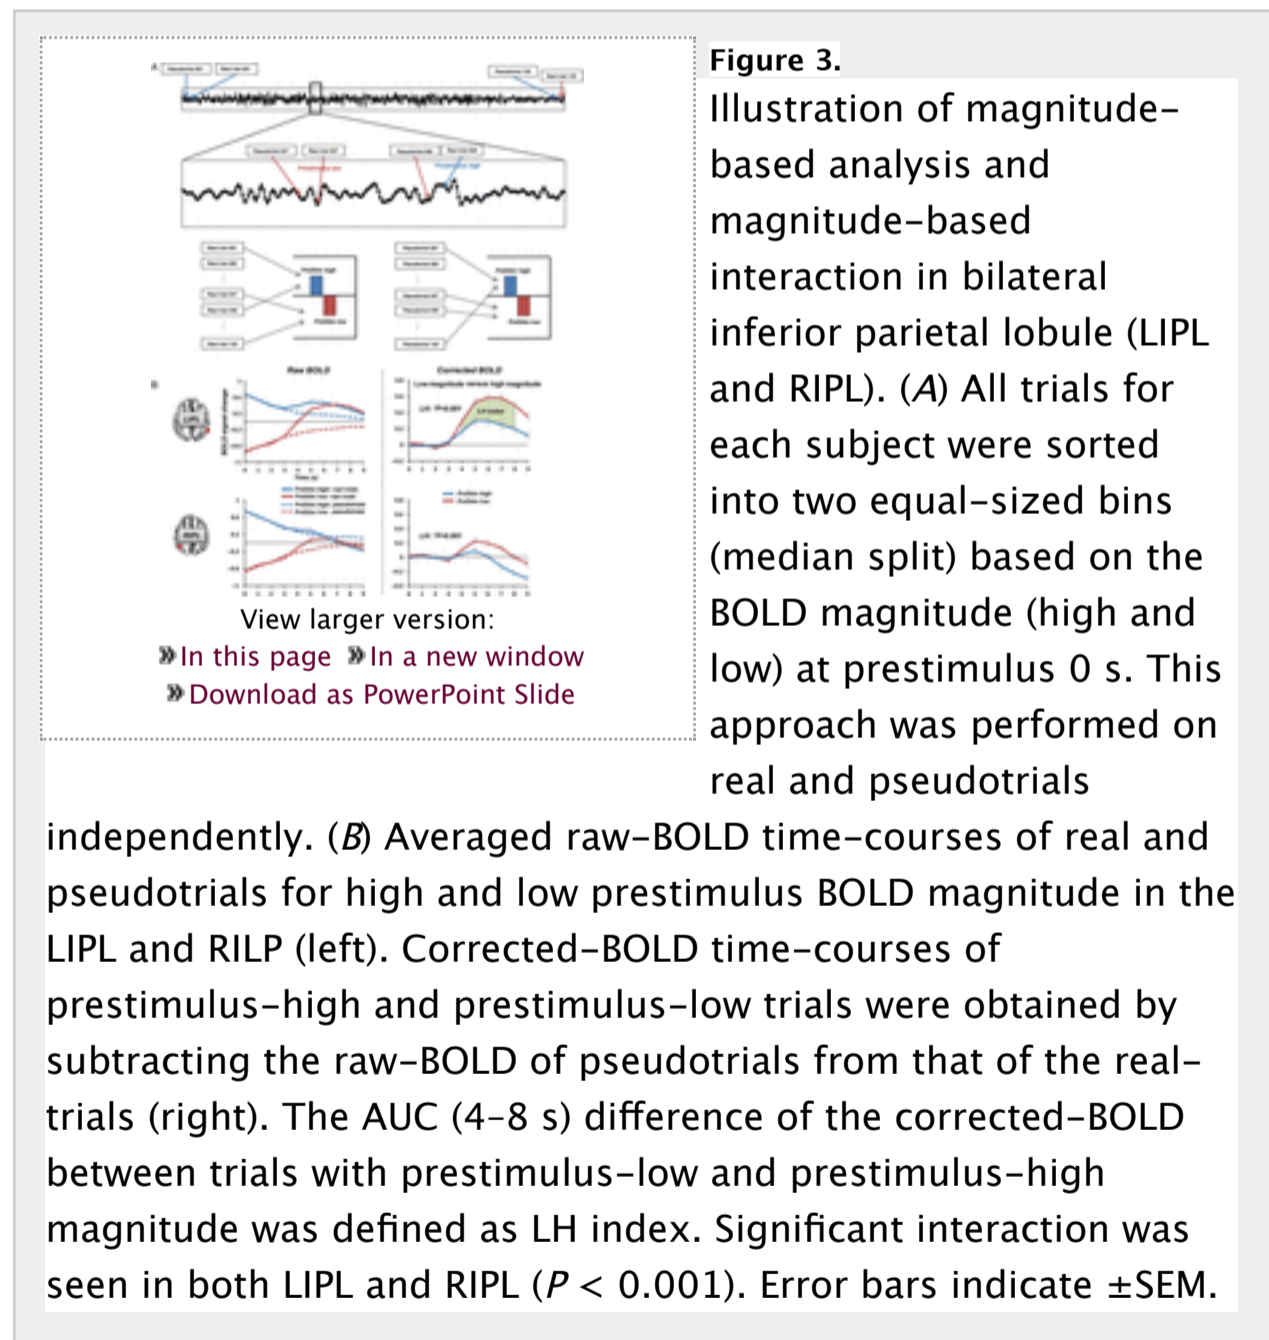 Figure 3.
Illustration of magnitude-
based analysis and
magnitude-based
interaction in bilateral
inferior parietal lobule (LIPL
and RIPL). (A) All trials for
each subject were sorted
into two equal-sized bins
(median split) based on the
BOLD magnitude (high and
low) at prestimulus 0 s. This
approach was performed on
real and pseudotrials
independently. (B) Averaged raw-BOLD time-courses of real and
pseudotrials for high and low prestimulus BOLD magnitude in the
LIPL and RILP (left). Corrected-BOLD time-courses of
prestimulus-high and prestimulus-low trials were obtained by
subtracting the raw-BOLD of pseudotrials from that of the real-
trials (right). The AUC (4-8 s) difference of the corrected-BOLD
between trials with prestimulus-low and prestimulus-high
magnitude was defined as LH index. Significant interaction was
seen in both LIPL and RIPL (P < 0.001). Error bars indicate ±SEM.
Raw BOLD
Corrected BOLD
Low magnitude versus high magnitude
LH index
Time (s)
View larger version:
In this page In a new window
Download as PowerPoint Slide